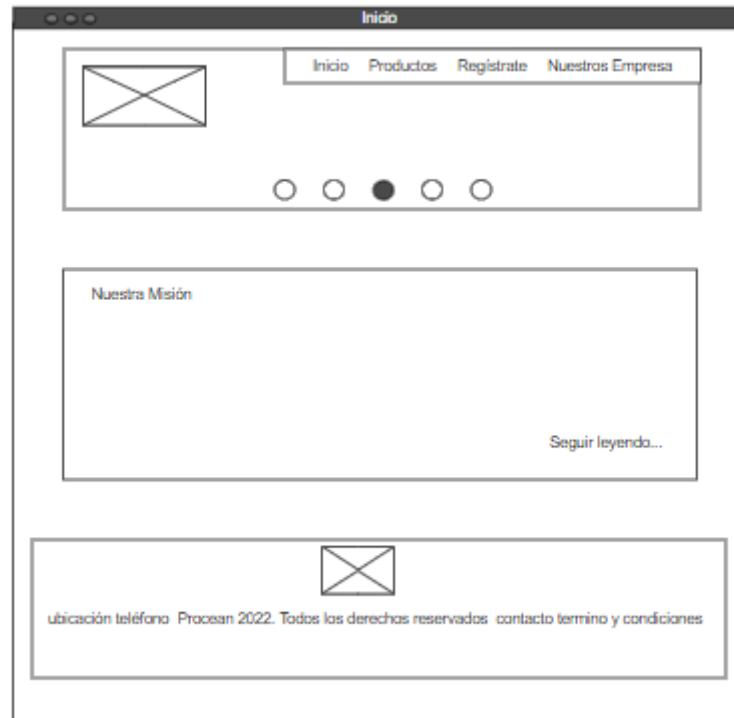 Inicio
Inicio Productos Regístrate Nuestros Empresa
Nuestra Misión
Seguir leyendo...
ubicación teléfono Procean 2022. Todos los derechos reservados contacto termino y condiciones